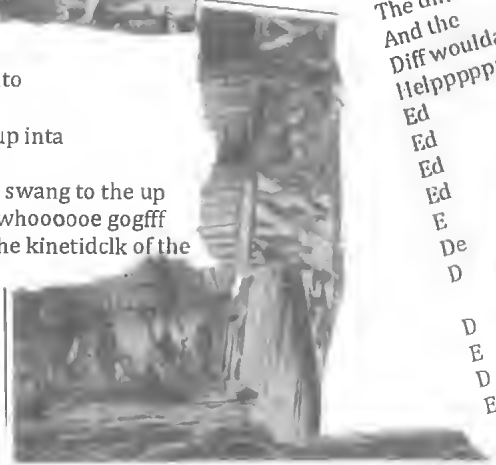 to
up inta
swang to the up
whoooooe gogfff
he kinetidclk of the
The
And the
Diff woulda
Helppppp
Ed
Ed
Ed
Ed
E
De
D
D
E
D
E